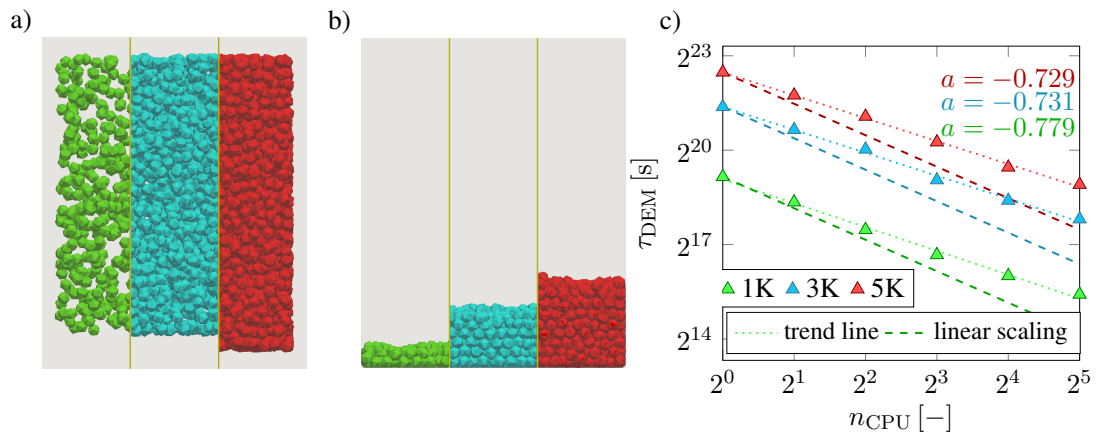 a)
b)
c)
2^23
2^20
2^17
2^14
τ_DEM [s]
a = −0.729
a = −0.731
a = −0.779
1K 3K 5K
trend line linear scaling
2^0 2^1 2^2 2^3 2^4 2^5
n_CPU [−]